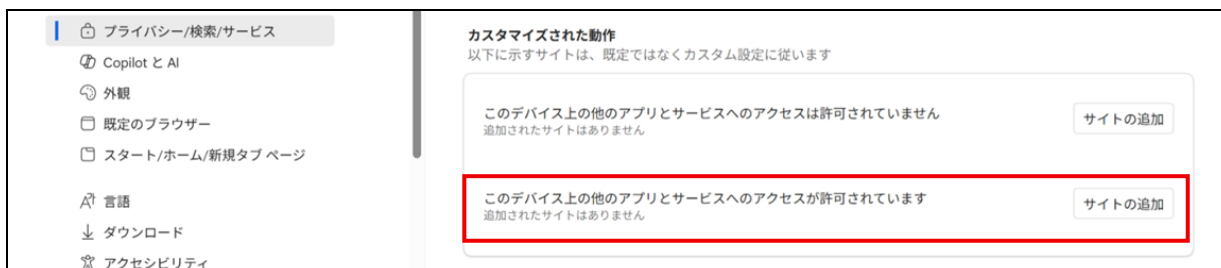 プライバシー/検索/サービス
Copilot と AI
外観
既定のブラウザー
スタート/ホーム/新規タブ ページ
言語
ダウンロード
アクセシビリティ
カスタマイズされた動作
以下に示すサイトは、既定ではなくカスタム設定に従います
このデバイス上の他のアプリとサービスへのアクセスは許可されていません
追加されたサイトはありません
サイトの追加
このデバイス上の他のアプリとサービスへのアクセスが許可されています
追加されたサイトはありません
サイトの追加